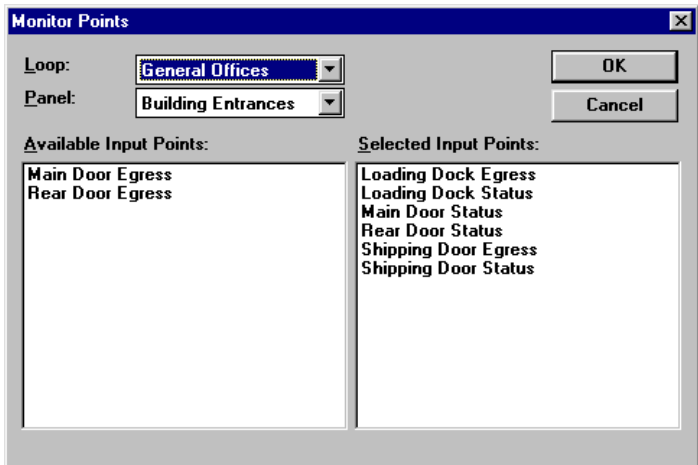 Monitor Points
Loop: General Offices
OK
Panel: Building Entrances
Cancel
Available Input Points:
Main Door Egress
Rear Door Egress
Selected Input Points:
Loading Dock Egress
Loading Dock Status
Main Door Status
Rear Door Status
Shipping Door Egress
Shipping Door Status